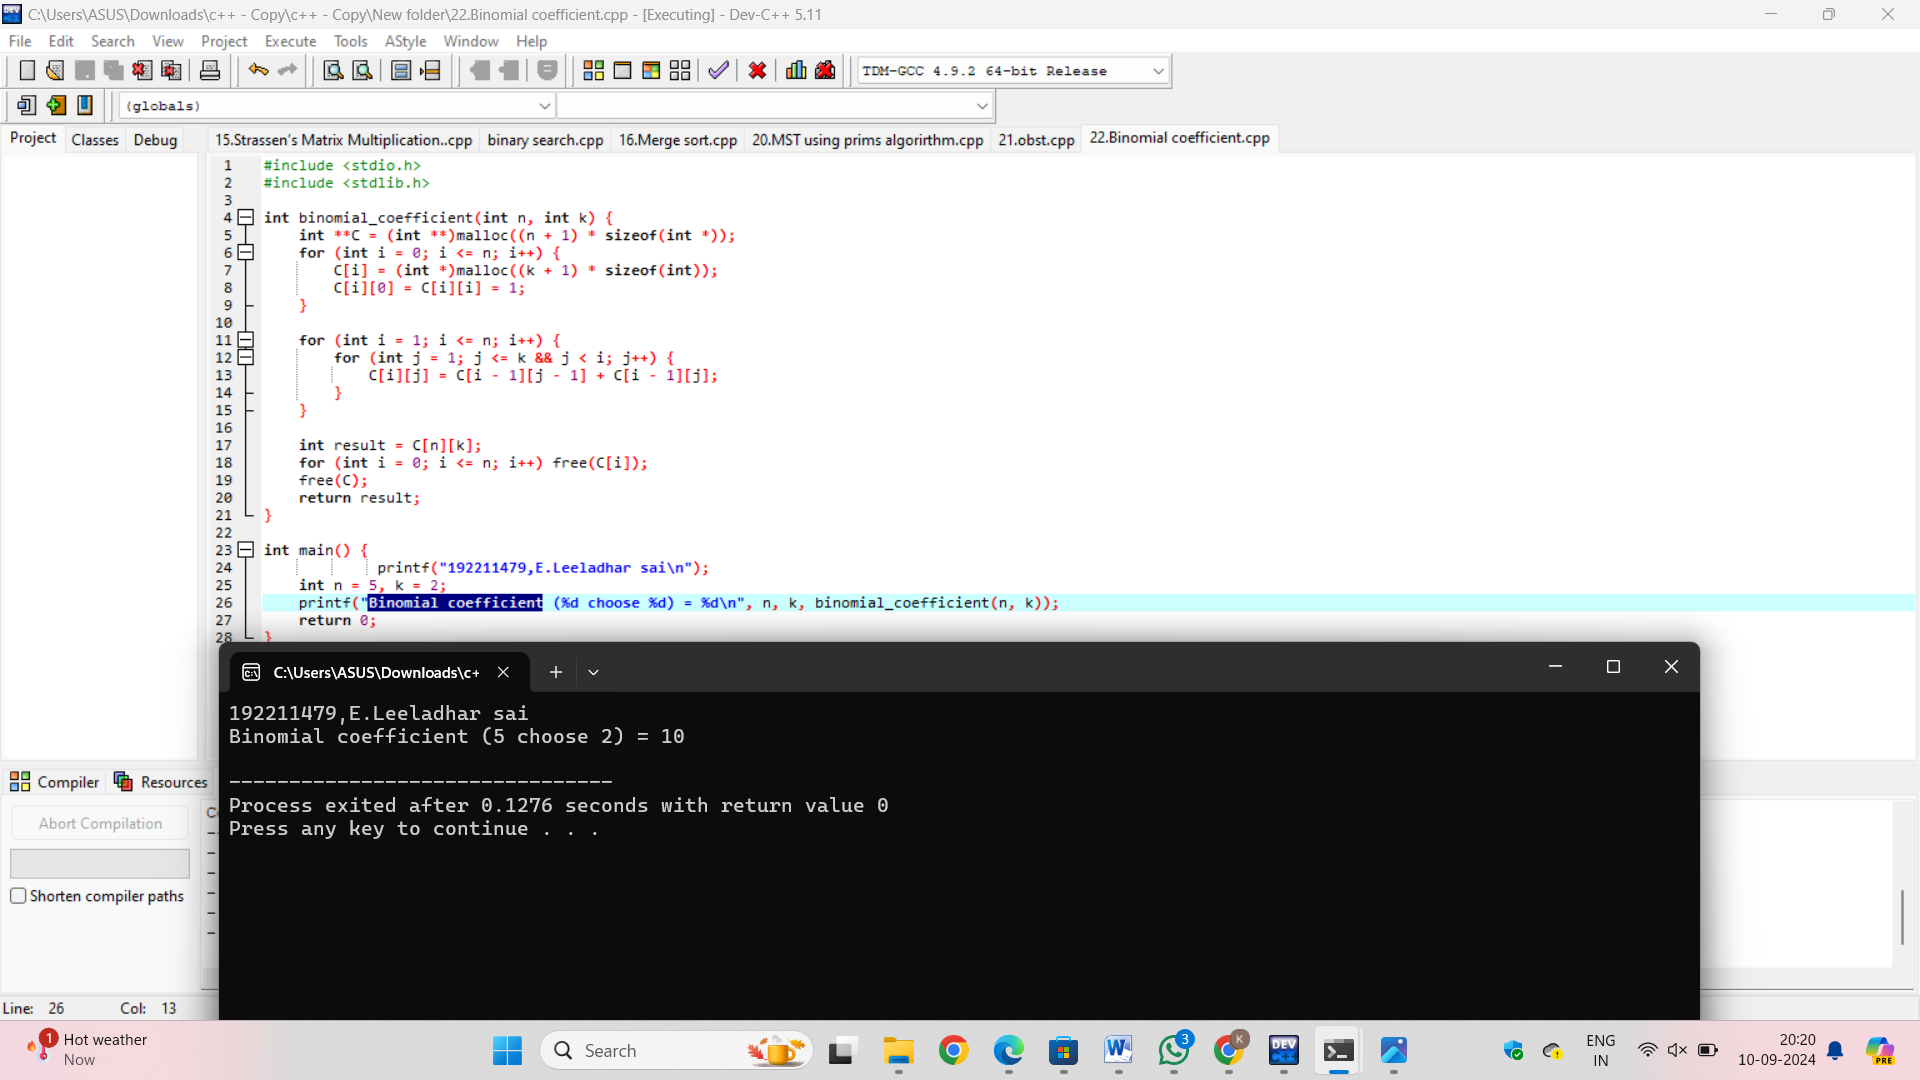 C:\Users\ASUS\Downloads\c++ - Copy\c++ - Copy\New folder\22.Binomial coefficient.cpp - [Executing] - Dev-C++ 5.11
File Edit Search View Project Execute Tools AStyle Window Help
TDM-GCC 4.9.2 64-bit Release
(globals)
Project Classes Debug
15.Strassen's Matrix Multiplication..cpp binary search.cpp 16.Merge sort.cpp 20.MST using prims algorirthm.cpp 21.obst.cpp 22.Binomial coefficient.cpp
1 #include <stdio.h>
2 #include <stdlib.h>
3
4 int binomial_coefficient(int n, int k) {
5 int **C = (int **)malloc((n + 1) * sizeof(int *));
6 for (int i = 0; i <= n; i++) {
7 C[i] = (int *)malloc((k + 1) * sizeof(int));
8 C[i][0] = C[i][i] = 1;
9 }
10
11 for (int i = 1; i <= n; i++) {
12 for (int j = 1; j <= k && j < i; j++) {
13 C[i][j] = C[i - 1][j - 1] + C[i - 1][j];
14 }
15 }
16
17 int result = C[n][k];
18 for (int i = 0; i <= n; i++) free(C[i]);
19 free(C);
20 return result;
21 }
22
23 int main() {
24 printf("192211479,E.Leeladhar sai\n");
25 int n = 5, k = 2;
26 printf("Binomial coefficient (%d choose %d) = %d\n", n, k, binomial_coefficient(n, k));
27 return 0;
28 }
C:\Users\ASUS\Downloads\c+
192211479,E.Leeladhar sai
Binomial coefficient (5 choose 2) = 10
--------------------------------
Process exited after 0.1276 seconds with return value 0
Press any key to continue . . .
Compiler Resources
Abort Compilation
Shorten compiler paths
Line: 26 Col: 13
1
Hot weather
Now
Search
3
K
DEV
ENG
IN
20:20
10-09-2024
PRE